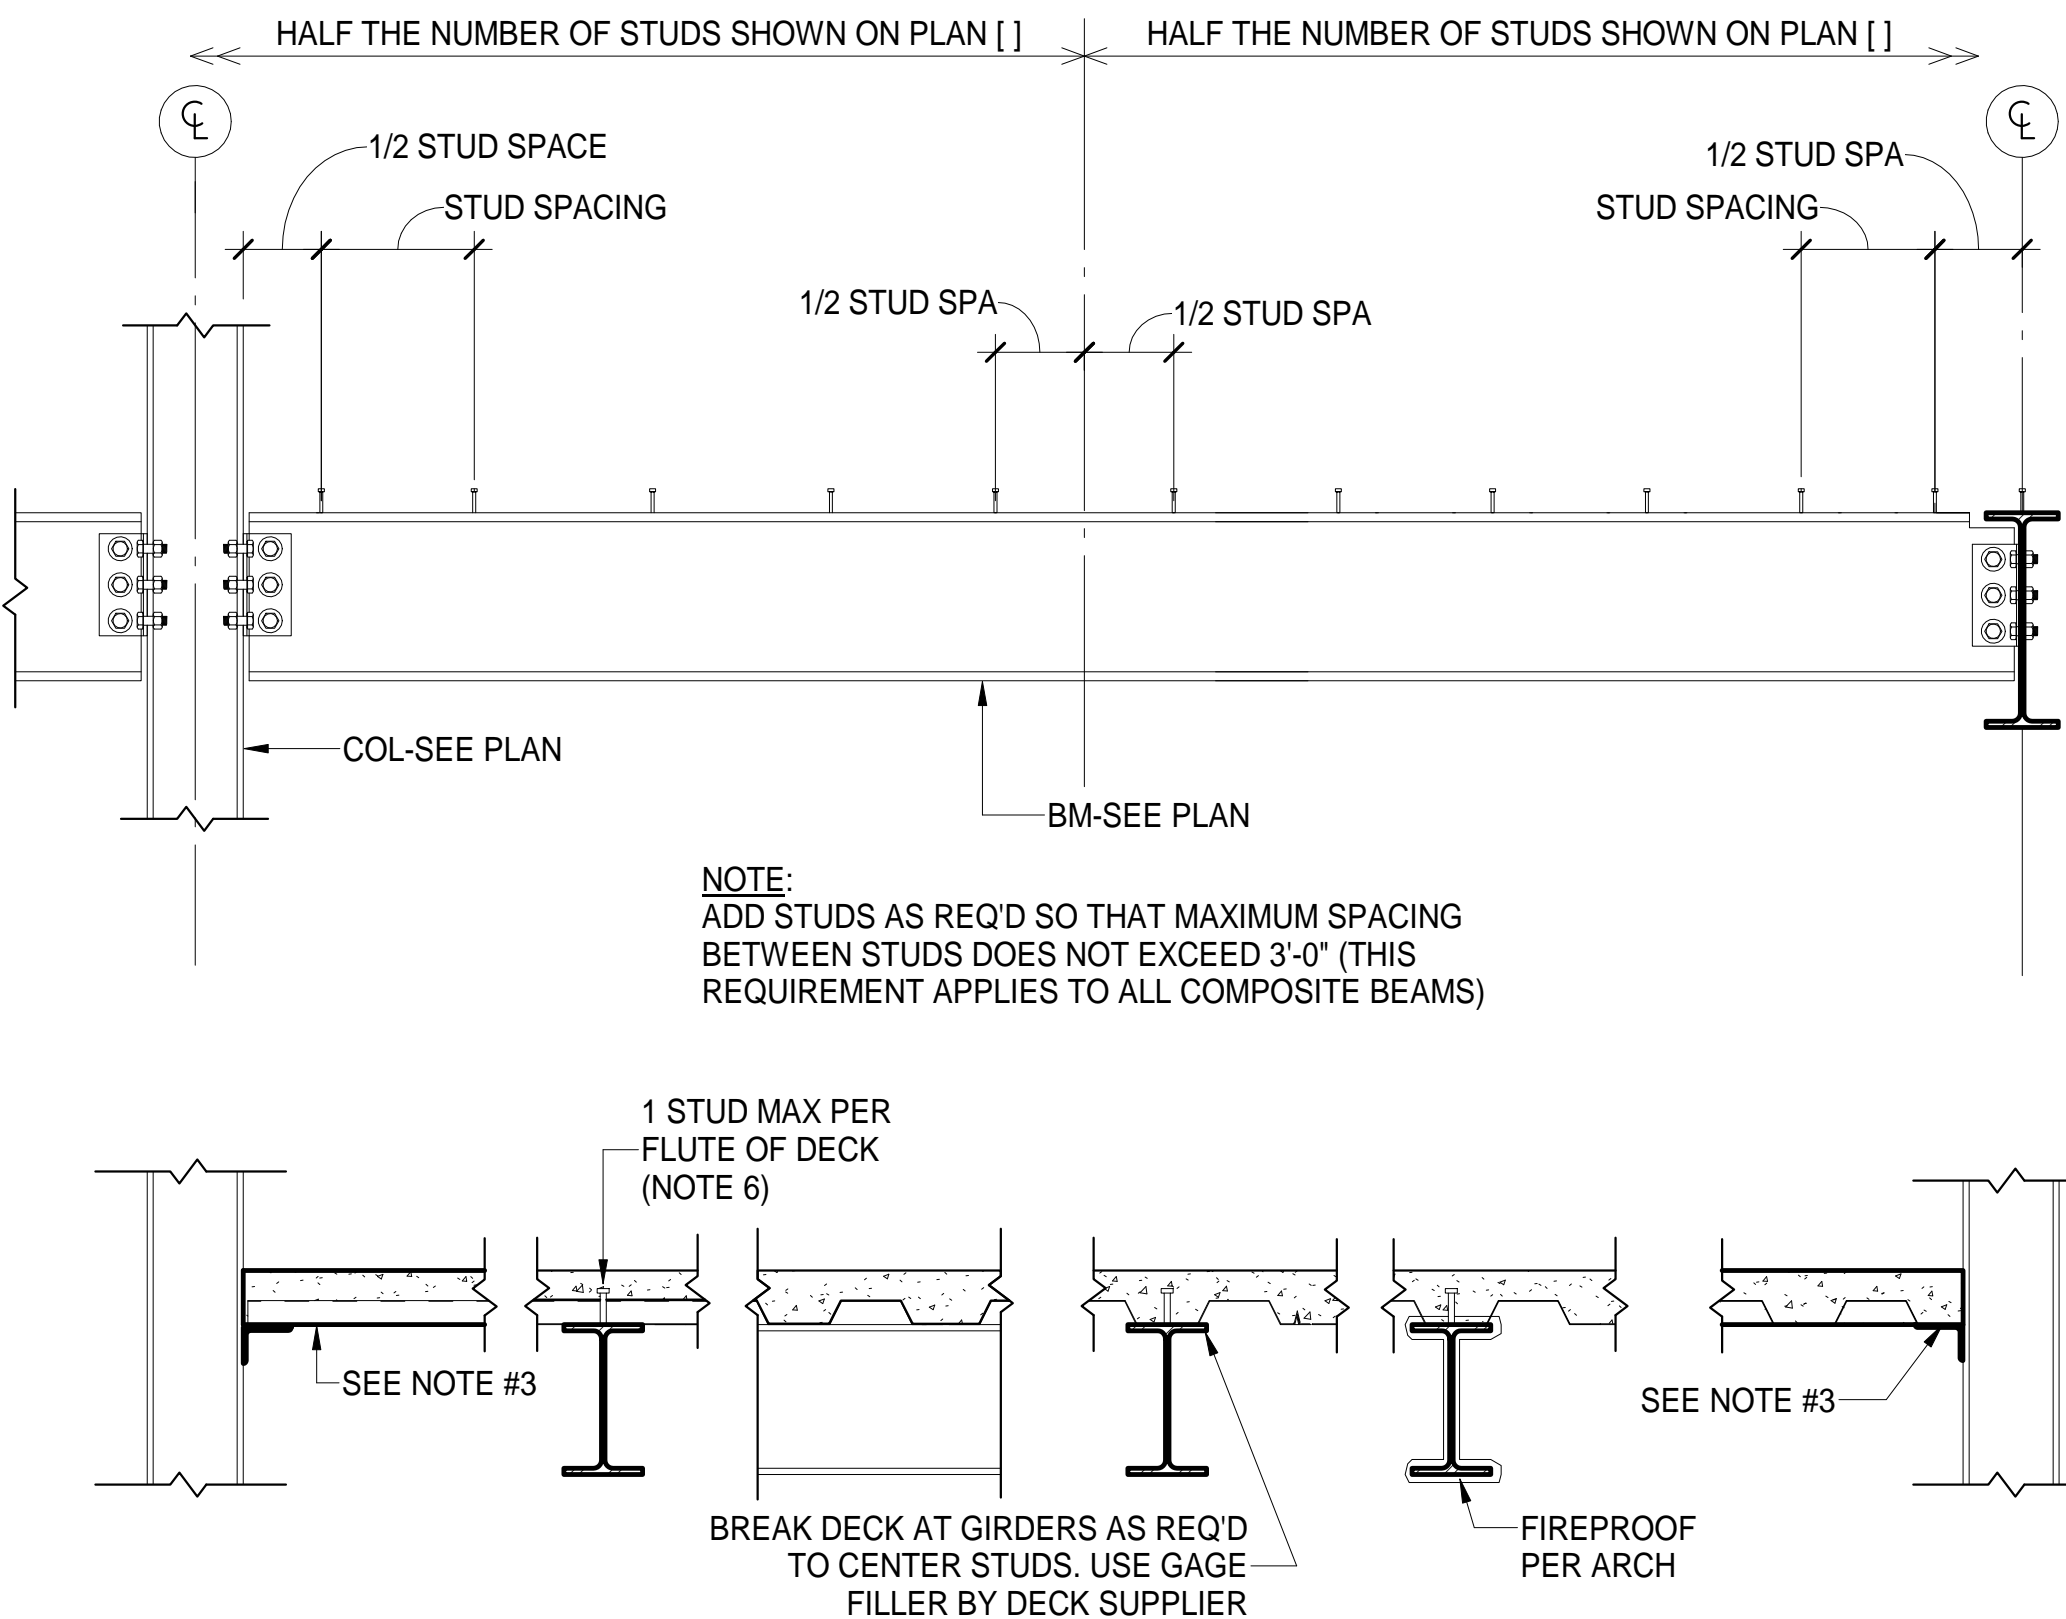 HALF THE NUMBER OF STUDS SHOWN ON PLAN [ ]
HALF THE NUMBER OF STUDS SHOWN ON PLAN [ ]
℄
℄
1/2 STUD SPACE
1/2 STUD SPA
STUD SPACING
STUD SPACING
1/2 STUD SPA
1/2 STUD SPA
COL-SEE PLAN
BM-SEE PLAN
NOTE:
ADD STUDS AS REQ'D SO THAT MAXIMUM SPACING
BETWEEN STUDS DOES NOT EXCEED 3'-0" (THIS
REQUIREMENT APPLIES TO ALL COMPOSITE BEAMS)
1 STUD MAX PER
FLUTE OF DECK
(NOTE 6)
SEE NOTE #3
SEE NOTE #3
BREAK DECK AT GIRDERS AS REQ'D
TO CENTER STUDS. USE GAGE
FILLER BY DECK SUPPLIER
FIREPROOF
PER ARCH